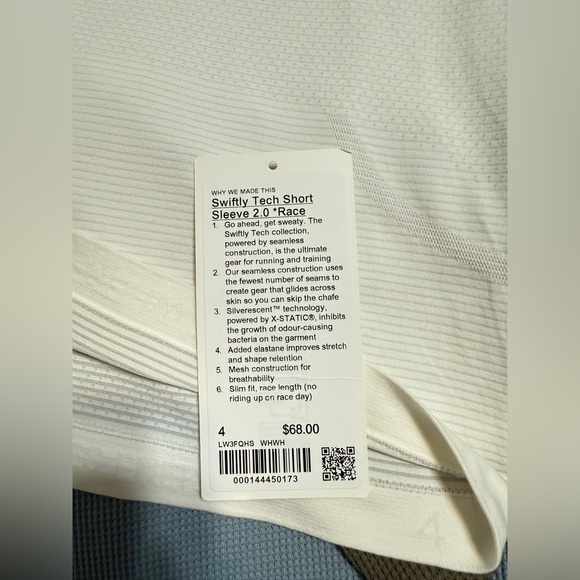 WHY WE MADE THIS
Swiftly Tech Short
Sleeve 2.0 *Race
1. Go ahead, get sweaty. The
Swiftly Tech collection,
powered by seamless
construction, is the ultimate
gear for running and training
2. Our seamless construction uses
the fewest number of seams to
create gear that glides across
skin so you can skip the chafe
3. Silverescent™ technology,
powered by X-STATIC®, inhibits
the growth of odour-causing
bacteria on the garment
4. Added elastane improves stretch
and shape retention
5. Mesh construction for
breathability
6. Slim fit, race length (no
riding up on race day)
4 $68.00
LW3FQHS WHWH
000144450173
4